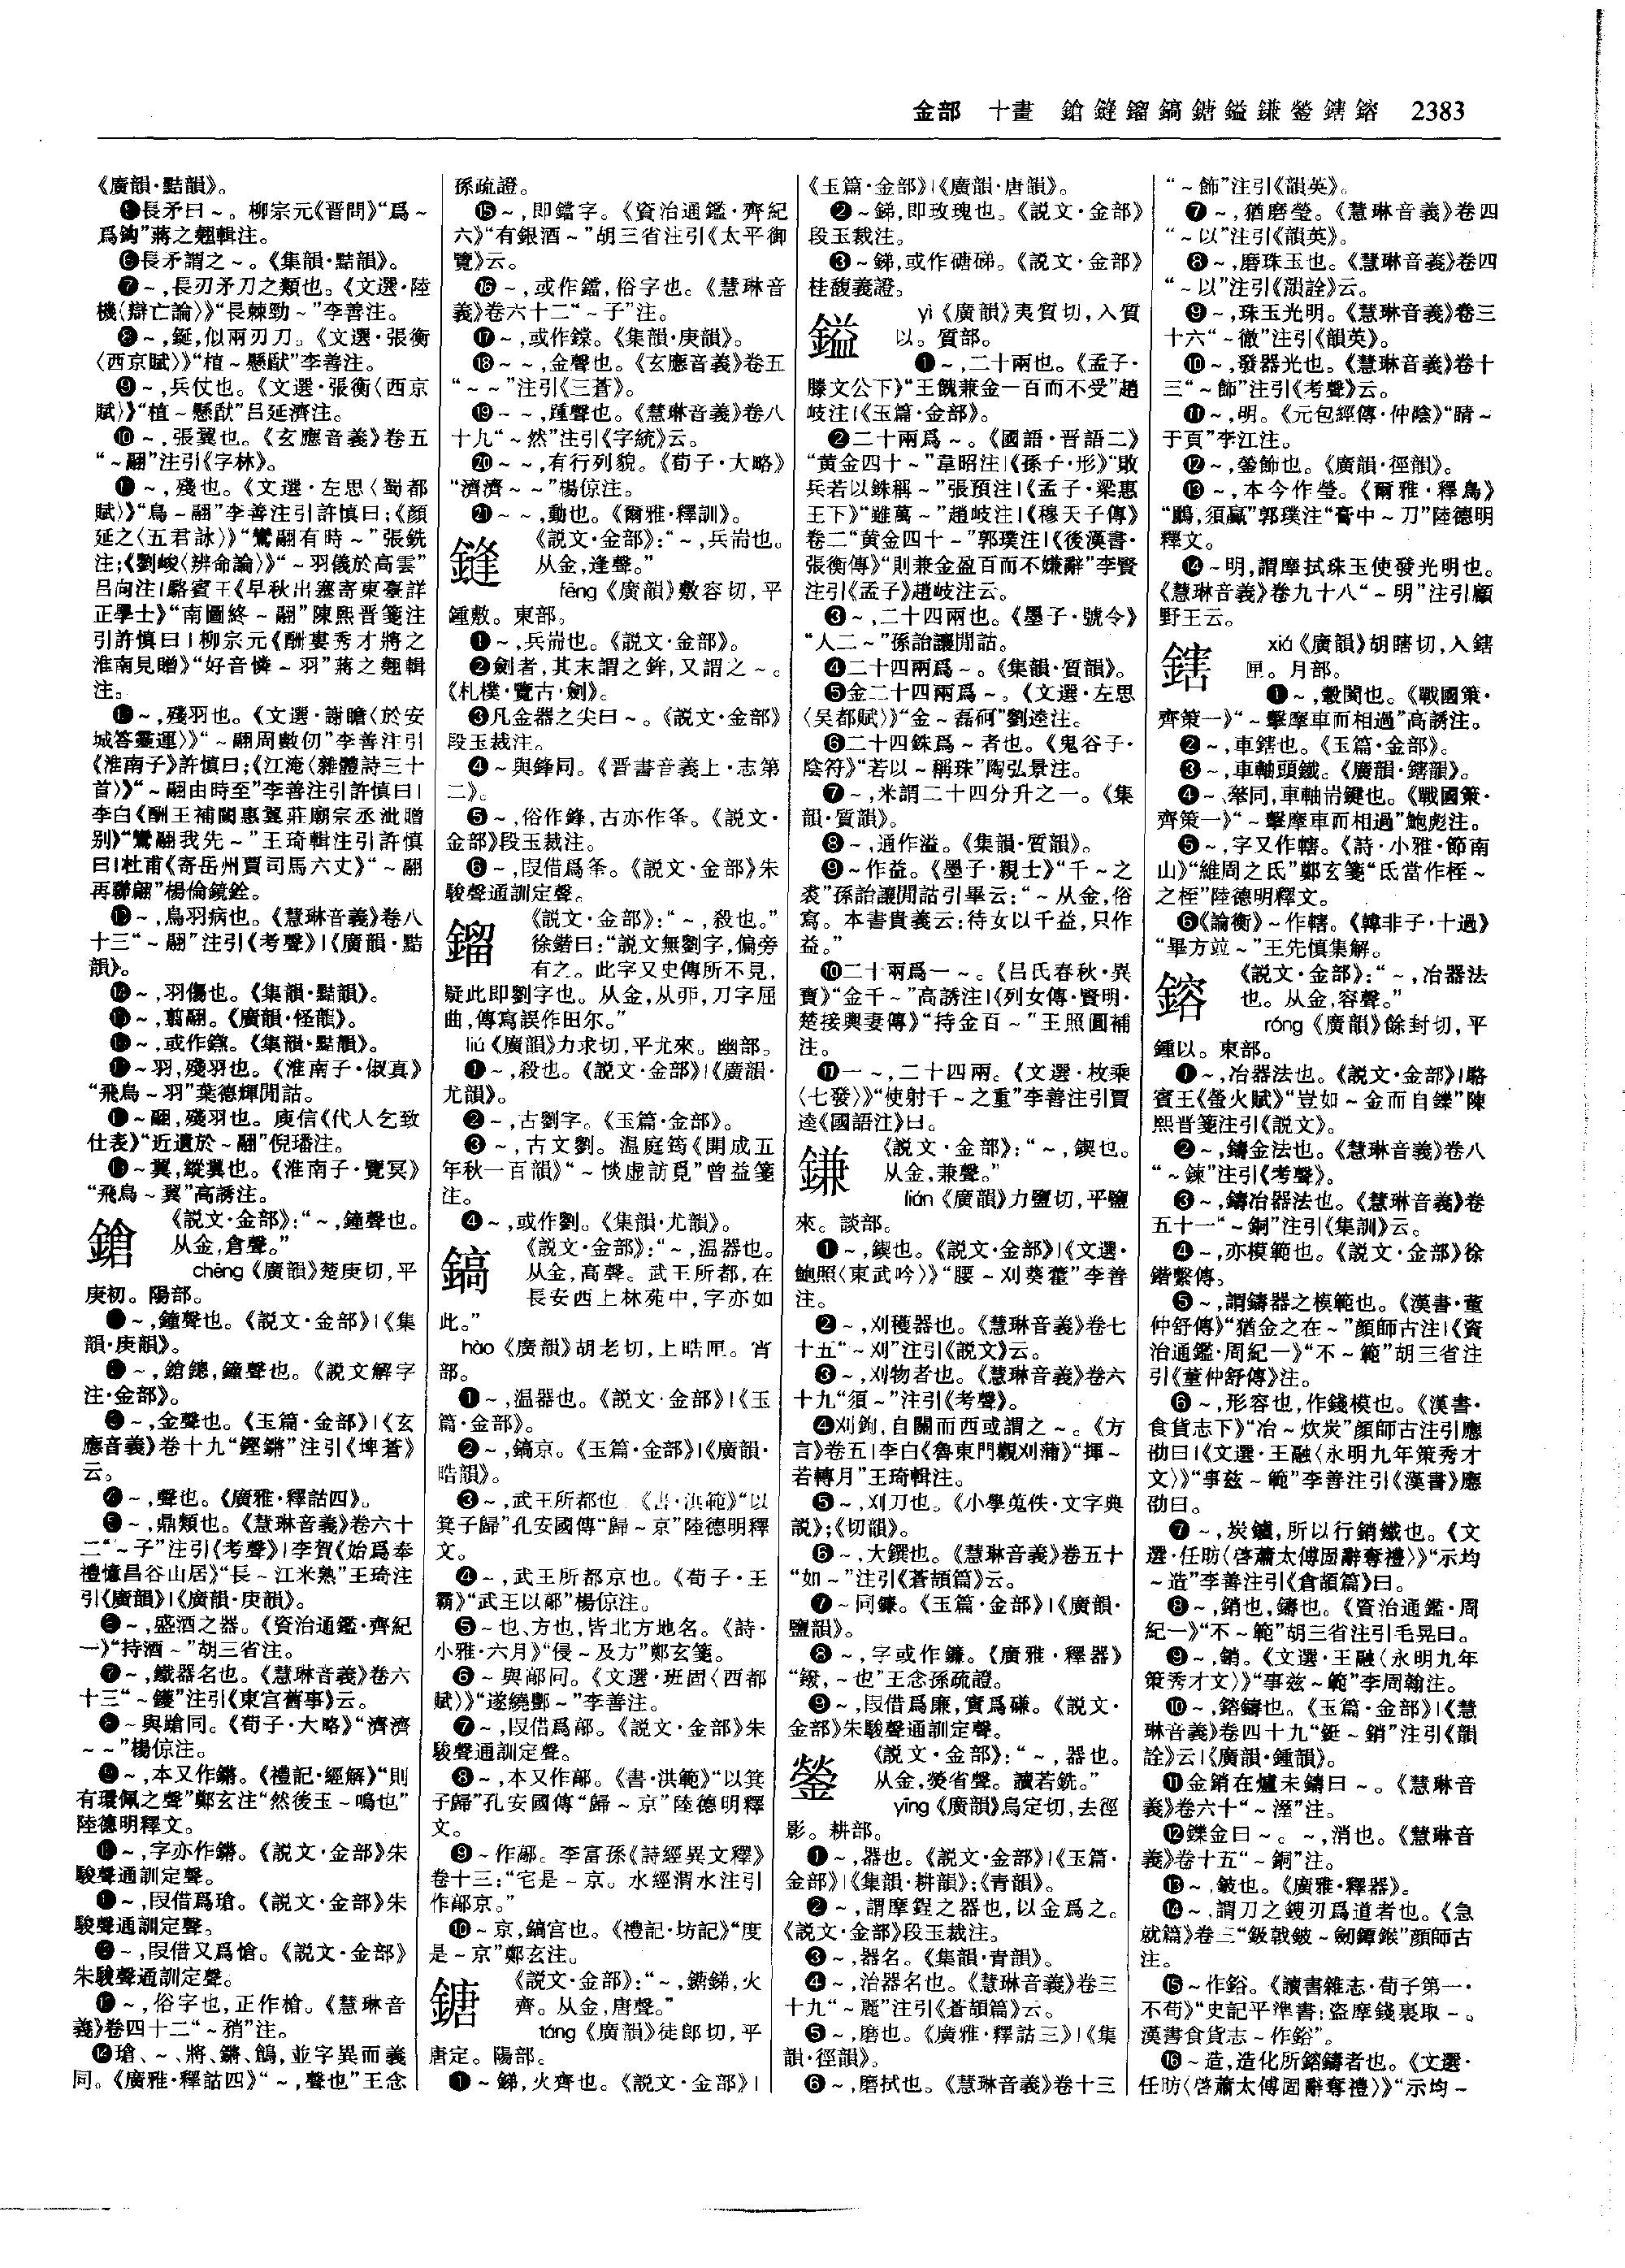 金部　十畫　鎗鏠鎦鎬鎕鎰鎌鎣鎋鎔　2383
《廣韻·黠韻》。
❺長矛曰～。柳宗元《晋問》“爲～
爲鈎”蔣之翹輯注。
❻長矛謂之～。《集韻·黠韻》。
❼～,長刃矛刀之類也。《文選·陸
機〈辯亡論〉》“長棘勁～”李善注。
❽～,鋋,似兩刃刀。《文選·張衡
〈西京賦〉》“植～懸瞂”李善注。
❾～,兵仗也。《文選·張衡〈西京
賦〉》“植～懸瞂”吕延濟注。
❿～,張翼也。《玄應音義》卷五
“～翮”注引《字林》。
⓫～,殘也。《文選·左思〈蜀都
賦〉》“鳥～翮”李善注引許慎曰;《顔
延之〈五君詠〉》“鸞翮有時～”張銑
注;《劉峻〈辨命論〉》“～羽儀於高雲”
吕向注|駱賓王《早秋出塞寄東臺詳
正學士》“南圖終～翮”陳熙晋箋注
引許慎曰|柳宗元《酬婁秀才將之
淮南見贈》“好音憐～羽”蔣之翹輯
注。
⓬～,殘羽也。《文選·謝瞻〈於安
城答靈運〉》“～翮周數仞”李善注引
《淮南子》許慎曰;《江淹〈雜體詩三十
首〉》“～翮由時至”李善注引許慎曰|
李白《酬王補闕惠翼莊廟宗丞泚贈
别》“鸞翮我先～”王琦輯注引許慎
曰|杜甫《寄岳州賈司馬六丈》“～翮
再聯翩”楊倫鏡銓。
⓭～,鳥羽病也。《慧琳音義》卷八
十三“～翮”注引《考聲》|《廣韻·黠
韻》。
⓮～,羽傷也。《集韻·黠韻》。
⓯～,翦翮。《廣韻·怪韻》。
⓰～,或作鎩。《集韻·黠韻》。
⓱～羽,殘羽也。《淮南子·俶真》
“飛鳥～羽”葉德輝閒詁。
⓲～翮,殘羽也。庾信《代人乞致
仕表》“近遺於～翮”倪璠注。
⓳～翼,縱翼也。《淮南子·覽冥》
“飛鳥～翼”高誘注。
鎗
《説文·金部》:“～,鐘聲也。
从金,倉聲。”
chēng《廣韻》楚庚切,平
庚初。陽部。
❶～,鐘聲也。《説文·金部》|《集
韻·庚韻》。
❷～,鎗鏓,鐘聲也。《説文解字
注·金部》。
❸～,金聲也。《玉篇·金部》|《玄
應音義》卷十九“鏗鏘”注引《埤蒼》
云。
❹～,聲也。《廣雅·釋詁四》。
❺～,鼎類也。《慧琳音義》卷六十
二“～子”注引《考聲》|李賀《始爲奉
禮憶昌谷山居》“長～江米熟”王琦注
引《廣韻》|《廣韻·庚韻》。
❻～,盛酒之器。《資治通鑑·齊紀
一》“持酒～”胡三省注。
❼～,鐵器名也。《慧琳音義》卷六
十三“～鑊”注引《東宫舊事》云。
❽～與蹌同。《荀子·大略》“濟濟
～～”楊倞注。
❾～,本又作鏘。《禮記·經解》“則
有環佩之聲”鄭玄注“然後玉～鳴也”
陸德明釋文。
❿～,字亦作鏘。《説文·金部》朱
駿聲通訓定聲。
⓫～,叚借爲瑲。《説文·金部》朱
駿聲通訓定聲。
⓬～,叚借又爲愴。《説文·金部》
朱駿聲通訓定聲。
⓭～,俗字也,正作槍。《慧琳音
義》卷四十二“～矟”注。
⓮瑲、～、將、鏘、鶬,並字異而義
同。《廣雅·釋詁四》“～,聲也”王念
孫疏證。
⓯～,即鐺字。《資治通鑑·齊紀
六》“有銀酒～”胡三省注引《太平御
覽》云。
⓰～,或作鐺,俗字也。《慧琳音
義》卷六十二“～子”注。
⓱～,或作鎄。《集韻·庚韻》。
⓲～～,金聲也。《玄應音義》卷五
“～～”注引《三蒼》。
⓳～～,踵聲也。《慧琳音義》卷八
十九“～然”注引《字統》云。
⓴～～,有行列貌。《荀子·大略》
“濟濟～～”楊倞注。
㉑～～,動也。《爾雅·釋訓》。
鏠
《説文·金部》:“～,兵耑也。
从金,逢聲。”
fēng《廣韻》敷容切,平
鍾敷。東部。
❶～,兵耑也。《説文·金部》。
❷劍者,其末謂之鋒,又謂之～。
《札樸·覽古·劍》。
❸凡金器之尖曰～。《説文·金部》
段玉裁注。
❹～與鋒同。《晋書音義上·志第
二》。
❺～,俗作鋒,古亦作夆。《説文·
金部》段玉裁注。
❻～,叚借爲夆。《説文·金部》朱
駿聲通訓定聲。
鎦
《説文·金部》:“～,殺也。”
徐鍇曰:“説文無劉字,偏旁
有之。此字又史傳所不見,
疑此即劉字也。从金,从丣,刀字屈
曲,傳寫誤作田尔。”
liú《廣韻》力求切,平尤來。幽部。
❶～,殺也。《説文·金部》|《廣韻·
尤韻》。
❷～,古劉字。《玉篇·金部》。
❸～,古文劉。温庭筠《開成五
年秋一百韻》“～惔虚訪覓”曾益箋
注。
❹～,或作劉。《集韻·尤韻》。
鎬
《説文·金部》:“～,温器也。
从金,高聲。武王所都,在
長安西上林苑中,字亦如
此。”
hào《廣韻》胡老切,上晧匣。宵
部。
❶～,温器也。《説文·金部》|《玉
篇·金部》。
❷～,鎬京。《玉篇·金部》|《廣韻·
晧韻》。
❸～,武王所都也。《書·洪範》“以
箕子歸”孔安國傳“歸～京”陸德明釋
文。
❹～,武王所都京也。《荀子·王
霸》“武王以鄗”楊倞注。
❺～也、方也,皆北方地名。《詩·
小雅·六月》“侵～及方”鄭玄箋。
❻～與鄗同。《文選·班固〈西都
賦〉》“遂繞酆～”李善注。
❼～,叚借爲鄗。《説文·金部》朱
駿聲通訓定聲。
❽～,本又作鄗。《書·洪範》“以箕
子歸”孔安國傳“歸～京”陸德明釋
文。
❾～作鄗。李富孫《詩經異文釋》
卷十三:“宅是～京。水經渭水注引
作鄗京。”
❿～京,鎬宫也。《禮記·坊記》“度
是～京”鄭玄注。
鎕
《説文·金部》:“～,鎕銻,火
齊。从金,唐聲。”
táng《廣韻》徒郎切,平
唐定。陽部。
❶～銻,火齊也。《説文·金部》|
《玉篇·金部》|《廣韻·唐韻》。
❷～銻,即玫瑰也。《説文·金部》
段玉裁注。
❸～銻,或作磄磃。《説文·金部》
桂馥義證。
鎰
yì《廣韻》夷質切,入質
以。質部。
❶～,二十兩也。《孟子·
滕文公下》“王餽兼金一百而不受”趙
岐注|《玉篇·金部》。
❷二十兩爲～。《國語·晋語二》
“黄金四十～”韋昭注|《孫子·形》“敗
兵若以銖稱～”張預注|《孟子·梁惠
王下》“雖萬～”趙岐注|《穆天子傳》
卷二“黄金四十～”郭璞注|《後漢書·
張衡傳》“則兼金盈百而不嫌辭”李賢
注引《孟子》趙岐注云。
❸～,二十四兩也。《墨子·號令》
“人二～”孫詒讓閒詁。
❹二十四兩爲～。《集韻·質韻》。
❺金二十四兩爲～。《文選·左思
〈吴都賦〉》“金～磊砢”劉逵注。
❻二十四銖爲～者也。《鬼谷子·
陰符》“若以～稱珠”陶弘景注。
❼～,米謂二十四分升之一。《集
韻·質韻》。
❽～,通作溢。《集韻·質韻》。
❾～作益。《墨子·親士》“千～之
裘”孫詒讓閒詁引畢云:“～从金,俗
寫。本書貴義云:待女以千益,只作
益。”
❿二十兩爲一～。《吕氏春秋·異
寶》“金千～”高誘注|《列女傳·賢明·
楚接輿妻傳》“持金百～”王照圓補
注。
⓫一～,二十四兩。《文選·枚乘
〈七發〉》“使射千～之重”李善注引賈
逵《國語注》曰。
鎌
《説文·金部》:“～,鍥也。
从金,兼聲。”
lián《廣韻》力鹽切,平鹽
來。談部。
❶～,鍥也。《説文·金部》|《文選·
鮑照〈東武吟〉》“腰～刈葵藿”李善
注。
❷～,刈穫器也。《慧琳音義》卷七
十五“～刈”注引《説文》云。
❸～,刈物者也。《慧琳音義》卷六
十九“須～”注引《考聲》。
❹刈鉤,自關而西或謂之～。《方
言》卷五|李白《魯東門觀刈蒲》“揮～
若轉月”王琦輯注。
❺～,刈刀也。《小學蒐佚·文字典
説》;《切韻》。
❻～,大鏶也。《慧琳音義》卷五十
“如～”注引《蒼頡篇》云。
❼～同鐮。《玉篇·金部》|《廣韻·
鹽韻》。
❽～,字或作鐮。《廣雅·釋器》
“鍐,～也”王念孫疏證。
❾～,叚借爲廉,實爲磏。《説文·
金部》朱駿聲通訓定聲。
鎣
《説文·金部》:“～,器也。
从金,熒省聲。讀若銑。”
yīng《廣韻》烏定切,去徑
影。耕部。
❶～,器也。《説文·金部》|《玉篇·
金部》|《集韻·耕韻》;《青韻》。
❷～,謂摩鋥之器也,以金爲之。
《説文·金部》段玉裁注。
❸～,器名。《集韻·青韻》。
❹～,治器名也。《慧琳音義》卷三
十九“～麗”注引《蒼頡篇》云。
❺～,磨也。《廣雅·釋詁三》|《集
韻·徑韻》。
❻～,磨拭也。《慧琳音義》卷十三
“～飾”注引《韻英》。
❼～,猶磨瑩。《慧琳音義》卷四
“～以”注引《韻英》。
❽～,磨珠玉也。《慧琳音義》卷四
“～以”注引《韻詮》云。
❾～,珠玉光明。《慧琳音義》卷三
十六“～徹”注引《韻英》。
❿～,發器光也。《慧琳音義》卷十
三“～飾”注引《考聲》云。
⓫～,明。《元包經傳·仲陰》“睛～
于頁”李江注。
⓬～,鎣飾也。《廣韻·徑韻》。
⓭～,本今作瑩。《爾雅·釋鳥》
“鷉,須鸁”郭璞注“膏中～刀”陸德明
釋文。
⓮～明,謂摩拭珠玉使發光明也。
《慧琳音義》卷九十八“～明”注引顧
野王云。
鎋
xiá《廣韻》胡瞎切,入鎋
匣。月部。
❶～,轂閡也。《戰國策·
齊策一》“～擊摩車而相過”高誘注。
❷～,車鎋也。《玉篇·金部》。
❸～,車軸頭鐵。《廣韻·鎋韻》。
❹～、舝同,車軸耑鍵也。《戰國策·
齊策一》“～擊摩車而相過”鮑彪注。
❺～,字又作轄。《詩·小雅·節南
山》“維周之氏”鄭玄箋“氏當作桎～
之桎”陸德明釋文。
❻《論衡》～作轄。《韓非子·十過》
“畢方竝～”王先慎集解。
鎔
《説文·金部》:“～,冶器法
也。从金,容聲。”
róng《廣韻》餘封切,平
鍾以。東部。
❶～,冶器法也。《説文·金部》|駱
賓王《螢火賦》“豈如～金而自鑠”陳
熙晋箋注引《説文》。
❷～,鑄金法也。《慧琳音義》卷八
“～鍊”注引《考聲》。
❸～,鑄冶器法也。《慧琳音義》卷
五十一“～銅”注引《集訓》云。
❹～,亦模範也。《説文·金部》徐
鍇繫傳。
❺～,謂鑄器之模範也。《漢書·董
仲舒傳》“猶金之在～”顔師古注|《資
治通鑑·周紀一》“不～範”胡三省注
引《董仲舒傳》注。
❻～,形容也,作錢模也。《漢書·
食貨志下》“冶～炊炭”顔師古注引應
劭曰|《文選·王融〈永明九年策秀才
文〉》“事兹～範”李善注引《漢書》應
劭曰。
❼～,炭鑪,所以行銷鐵也。《文
選·任昉〈啓蕭太傅固辭奪禮〉》“示均
～造”李善注引《倉頡篇》曰。
❽～,銷也,鑄也。《資治通鑑·周
紀一》“不～範”胡三省注引毛晃曰。
❾～,銷。《文選·王融〈永明九年
策秀才文〉》“事兹～範”李周翰注。
❿～,鎔鑄也。《玉篇·金部》|《慧
琳音義》卷四十九“鋌～銷”注引《韻
詮》云|《廣韻·鍾韻》。
⓫金銷在爐未鑄曰～。《慧琳音
義》卷六十“～溼”注。
⓬鑠金曰～。～,消也。《慧琳音
義》卷十五“～銅”注。
⓭～,鈹也。《廣雅·釋器》。
⓮～,謂刀之鋑刃爲道者也。《急
就篇》卷三“鈒戟鈹～劒鐔鍭”顔師古
注。
⓯～作鋊。《讀書雜志·荀子第一·
不苟》“史記平準書:盗摩錢裏取～。
漢書食貨志～作鋊”。
⓰～造,造化所鎔鑄者也。《文選·
任昉〈啓蕭太傅固辭奪禮〉》“示均～